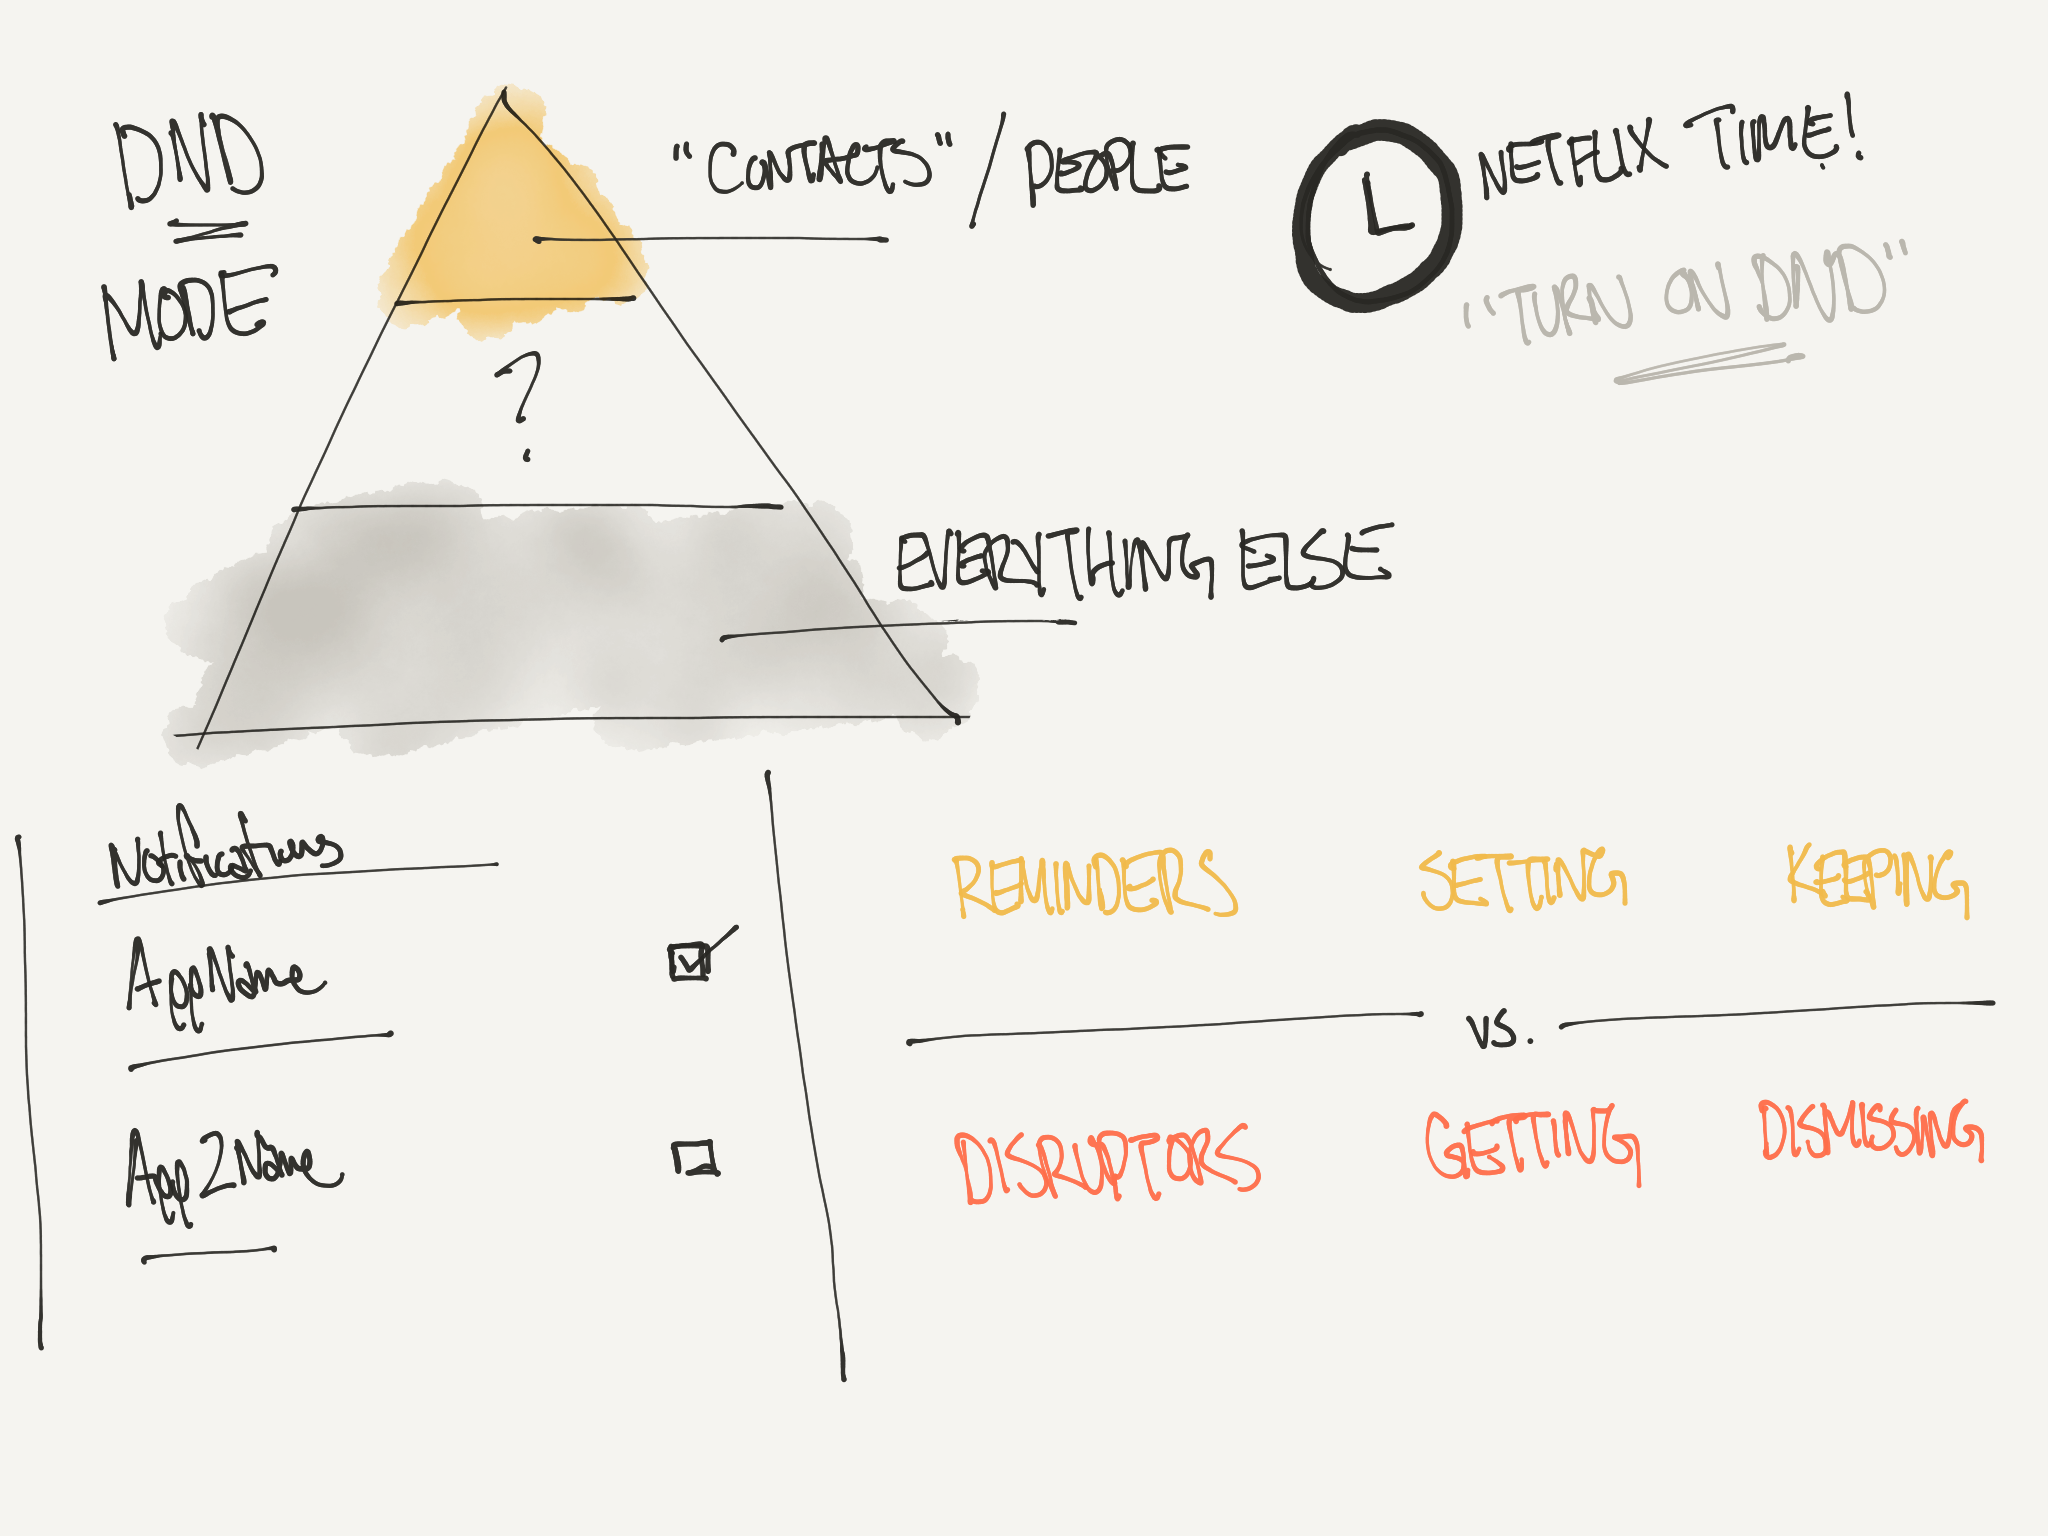 DND
MODE
"CONTACTS" / PEOPLE
NETFLIX TIME!
"TURN ON DND"
?
EVERYTHING ELSE
Notifications
AppName
App2Name
REMINDERS SETTING KEEPING
VS.
DISRUPTORS GETTING DISMISSING